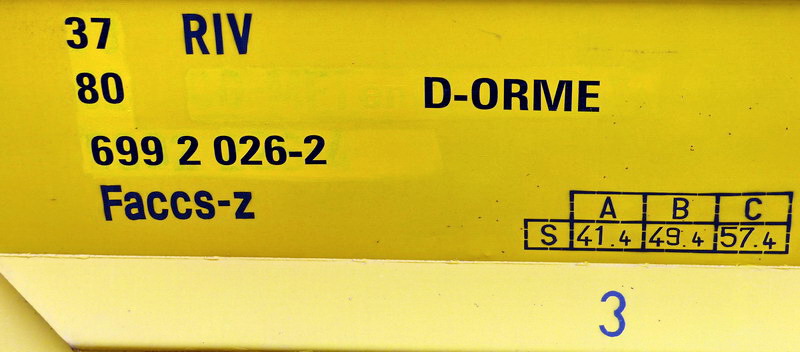 37 RIV
80 D-ORME
699 2 026-2
Faccs-z
A B C
S 41.4 49.4 57.4
3